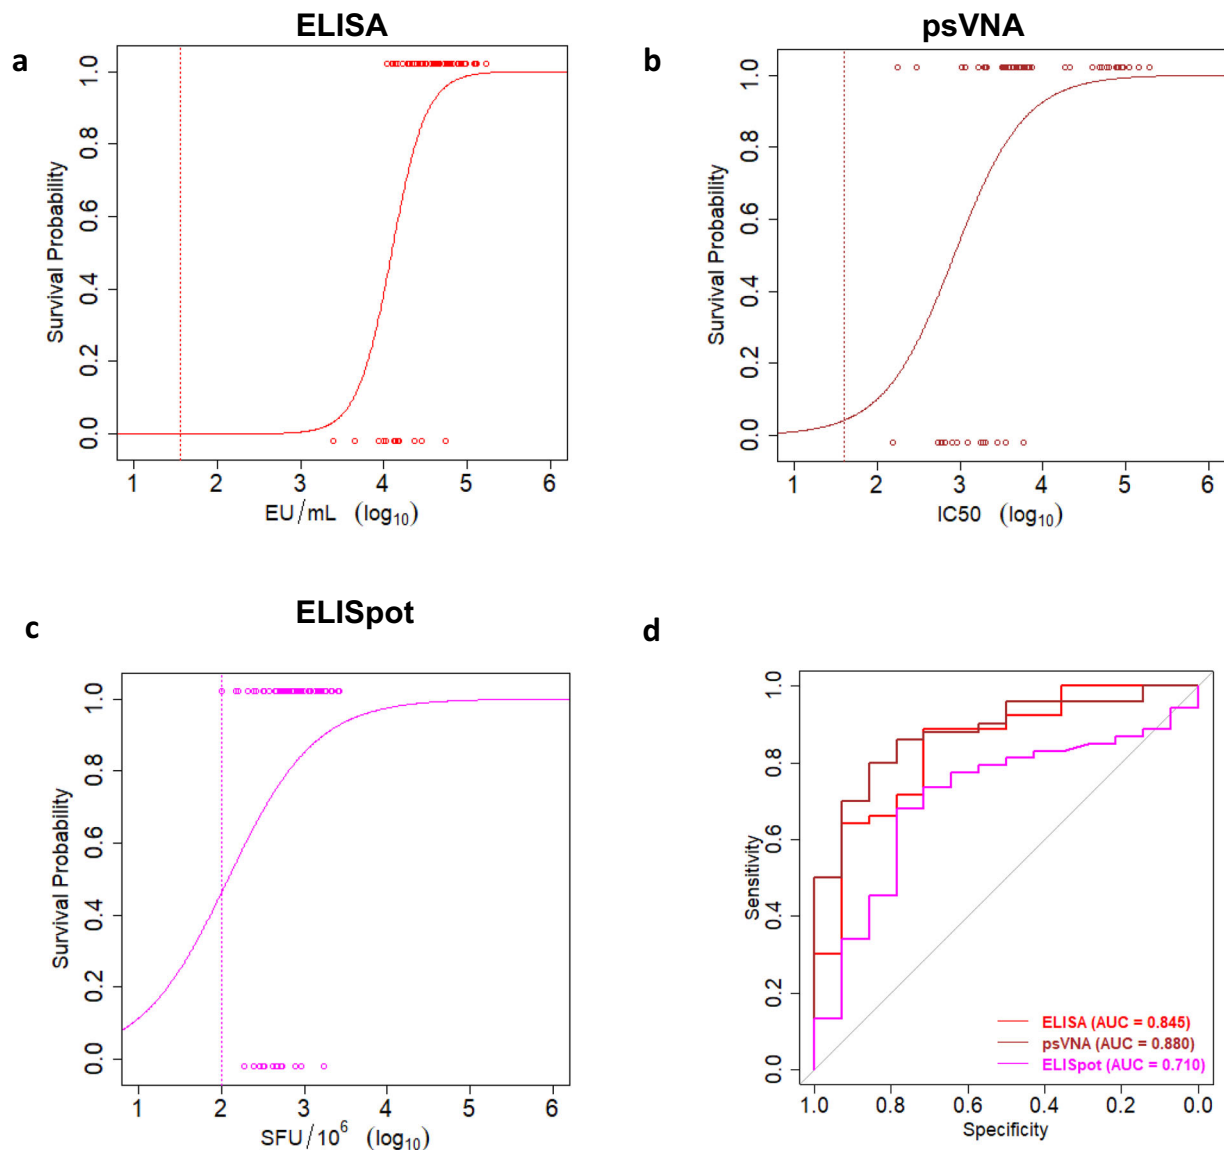 ELISA
a
Survival Probability
0.0 0.2 0.4 0.6 0.8 1.0
1 2 3 4 5 6
EU/mL (log10)
psVNA
b
Survival Probability
0.0 0.2 0.4 0.6 0.8 1.0
1 2 3 4 5 6
IC50 (log10)
ELISpot
c
Survival Probability
0.0 0.2 0.4 0.6 0.8 1.0
1 2 3 4 5 6
SFU/10^6 (log10)
d
Sensitivity
0.0 0.2 0.4 0.6 0.8 1.0
ELISA (AUC = 0.845)
psVNA (AUC = 0.880)
ELISpot (AUC = 0.710)
1.0 0.8 0.6 0.4 0.2 0.0
Specificity